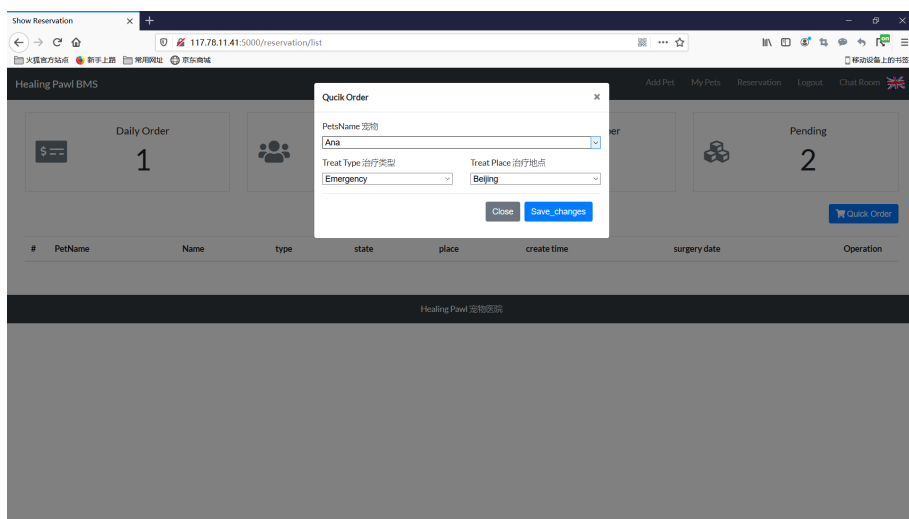 Show Reservation
117.78.11.41:5000/reservation/list
火狐官方站点 新手上路 常用网址 京东商城 移动设备上的书签
Healing Pawl BMS Add Pet My Pets Reservation Logout Chat Room
Qucik Order
PetsName 宠物
Ana
Treat Type 治疗类型 Treat Place 治疗地点
Emergency Beijing
Close Save_changes
Daily Order
1
Pending
2
Quick Order
# PetName Name type state place create time surgery date Operation
Healing Pawl 宠物医院